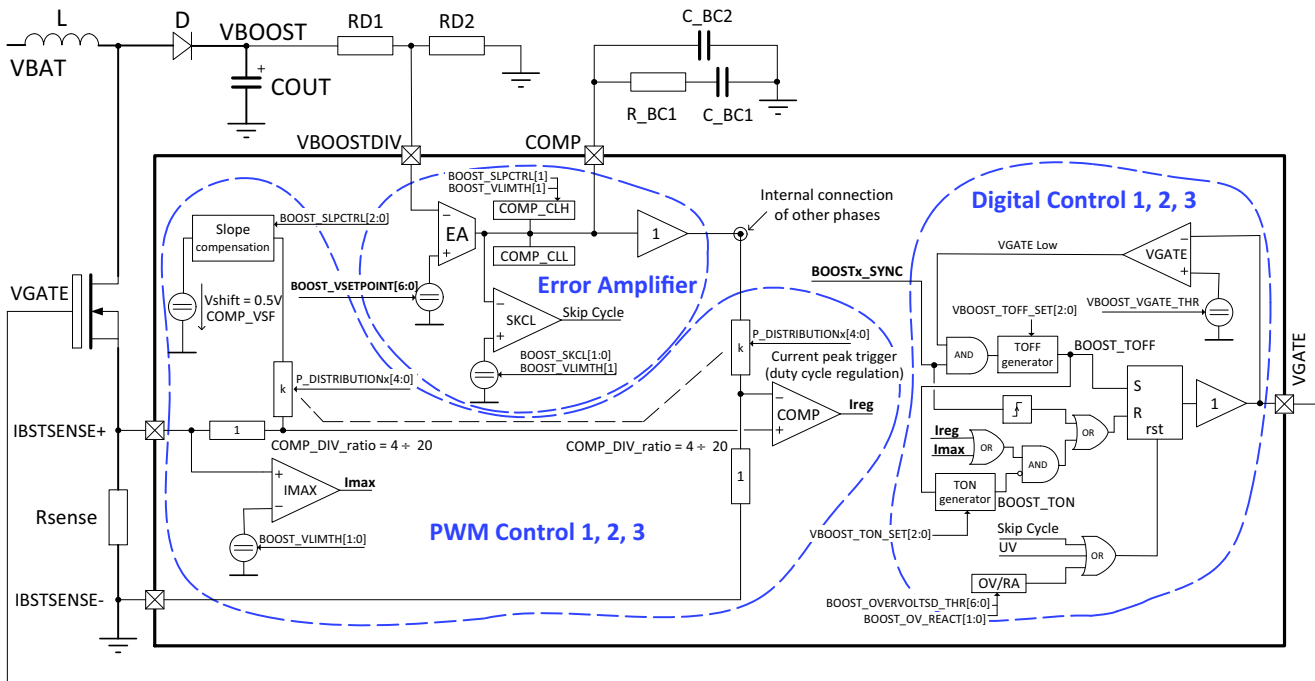 L
D
VBOOST
RD1
RD2
C_BC2
VBAT
COUT
R_BC1
C_BC1
VBOOSTDIV
COMP
BOOST_SLPCTRL[1]
BOOST_VLIMTH[1]
COMP_CLH
Internal connection
of other phases
Digital Control 1, 2, 3
BOOST_SLPCTRL[2:0]
Slope
compensation
EA
1
COMP_CLL
VGATE Low
VGATE
BOOSTx_SYNC
VGATE
Vshift = 0.5V
COMP_VSF
BOOST_VSETPOINT[6:0]
Error Amplifier
SKCL
Skip Cycle
VBOOST_TOFF_SET[2:0]
VBOOST_VGATE_THR
k
P_DISTRIBUTIONx[4:0]
AND
TOFF
generator
BOOST_TOFF
BOOST_SKCL[1:0]
BOOST_VLIMTH[1]
Current peak trigger
(duty cycle regulation)
k
P_DISTRIBUTIONx[4:0]
COMP
Ireg
S
R
rst
1
VGATE
IBSTSENSE+
1
COMP_DIV_ratio = 4 ÷ 20
COMP_DIV_ratio = 4 ÷ 20
Ireg
Imax
OR
OR
AND
IMAX
Imax
1
TON
generator
BOOST_TON
Rsense
BOOST_VLIMTH[1:0]
PWM Control 1, 2, 3
VBOOST_TON_SET[2:0]
Skip Cycle
UV
OR
OV/RA
IBSTSENSE-
BOOST_OVERVOLTSD_THR[6:0]
BOOST_OV_REACT[1:0]